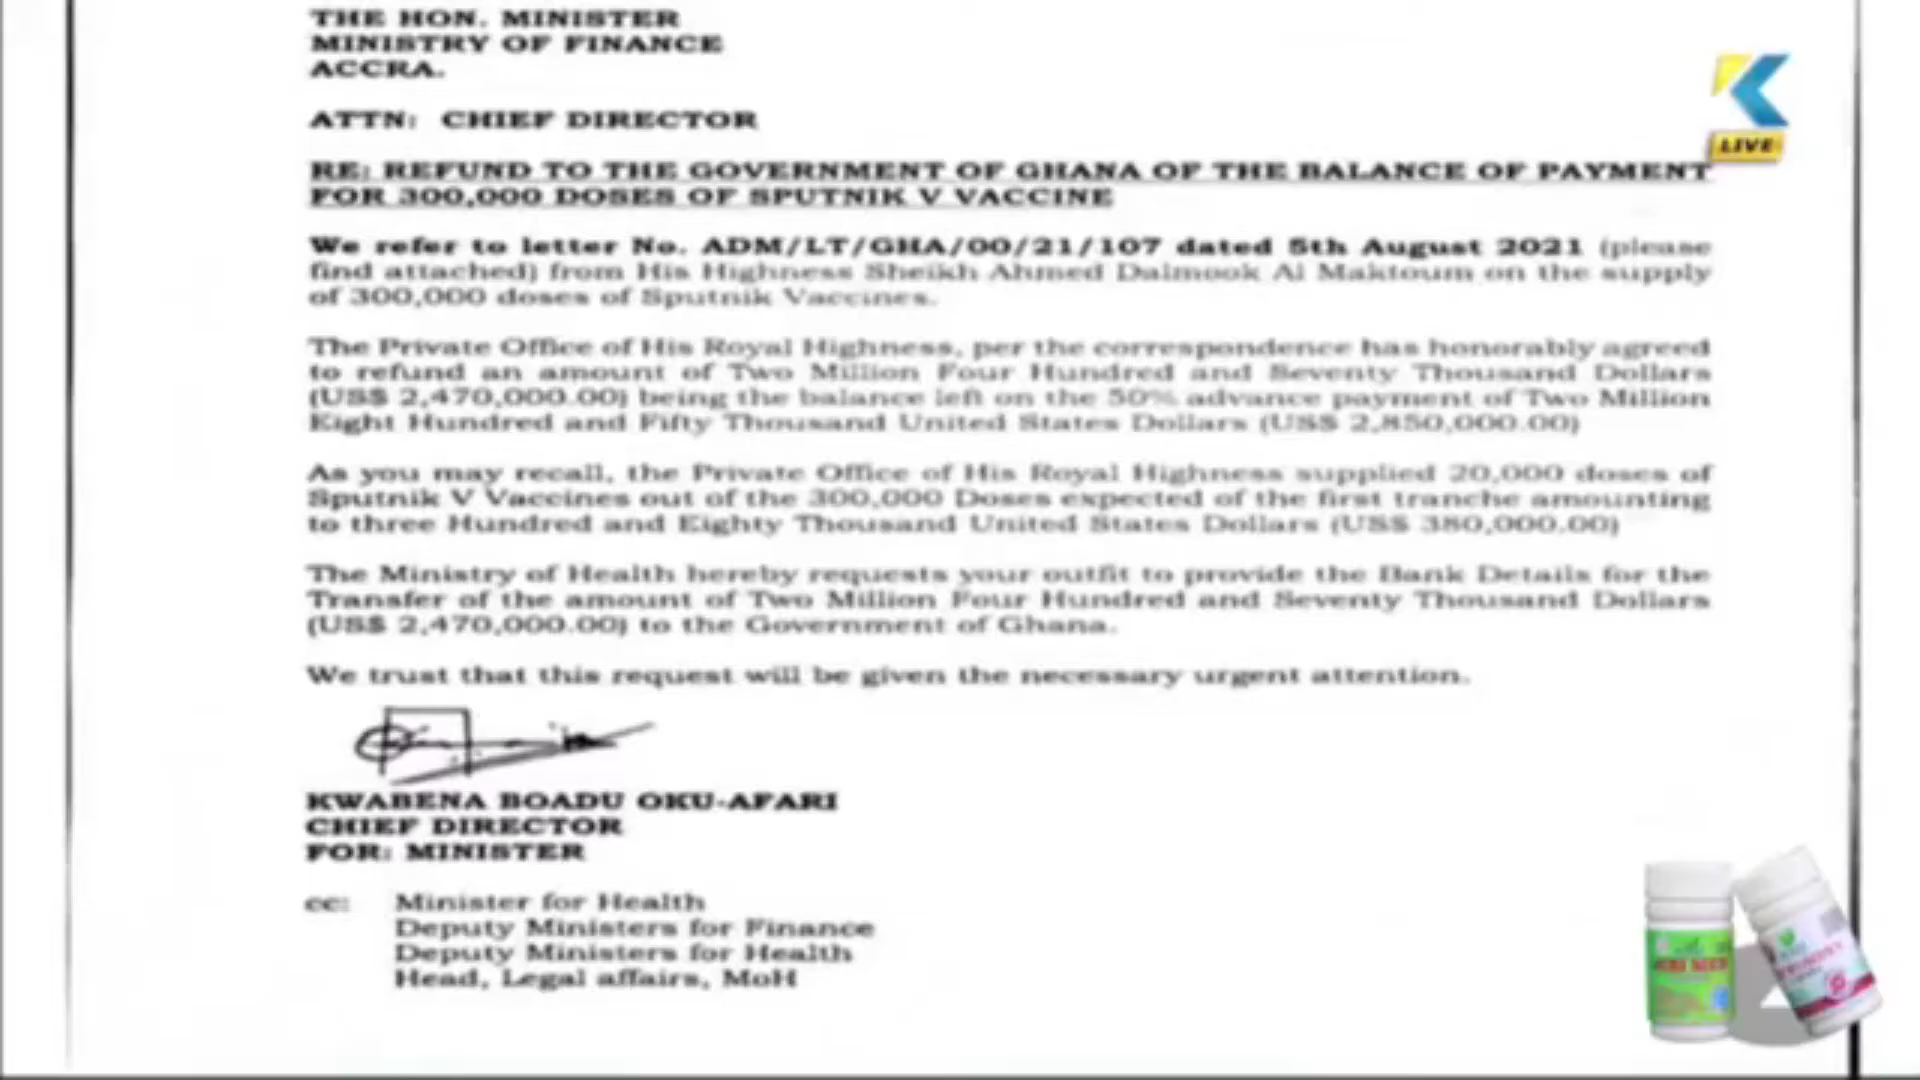 THE HON. MINISTER
MINISTRY OF FINANCE
ACCRA.
ATTN: CHIEF DIRECTOR
RE: REFUND TO THE GOVERNMENT OF GHANA OF THE BALANCE OF PAYMENT
FOR 300,000 DOSES OF SPUTNIK V VACCINE
We refer to letter No. ADM/LT/GHA/00/21/107 dated 5th August 2021 (please
find attached) from His Highness Sheikh Ahmed Dalmook Al Maktoum on the supply
of 300,000 doses of Sputnik Vaccines.
The Private Office of His Royal Highness, per the correspondence has honorably agreed
to refund an amount of Two Million Four Hundred and Seventy Thousand Dollars
(US$ 2,470,000.00) being the balance left on the 50% advance payment of Two Million
Eight Hundred and Fifty Thousand United States Dollars (US$ 2,850,000.00)
As you may recall, the Private Office of His Royal Highness supplied 20,000 doses of
Sputnik V Vaccines out of the 300,000 Doses expected of the first tranche amounting
to three Hundred and Eighty Thousand United States Dollars (US$ 380,000.00)
The Ministry of Health hereby requests your outfit to provide the Bank Details for the
Transfer of the amount of Two Million Four Hundred and Seventy Thousand Dollars
(US$ 2,470,000.00) to the Government of Ghana.
We trust that this request will be given the necessary urgent attention.
KWABENA BOADU OKU-AFARI
CHIEF DIRECTOR
FOR: MINISTER
cc: Minister for Health
Deputy Ministers for Finance
Deputy Ministers for Health
Head, Legal affairs, MoH
K
LIVE